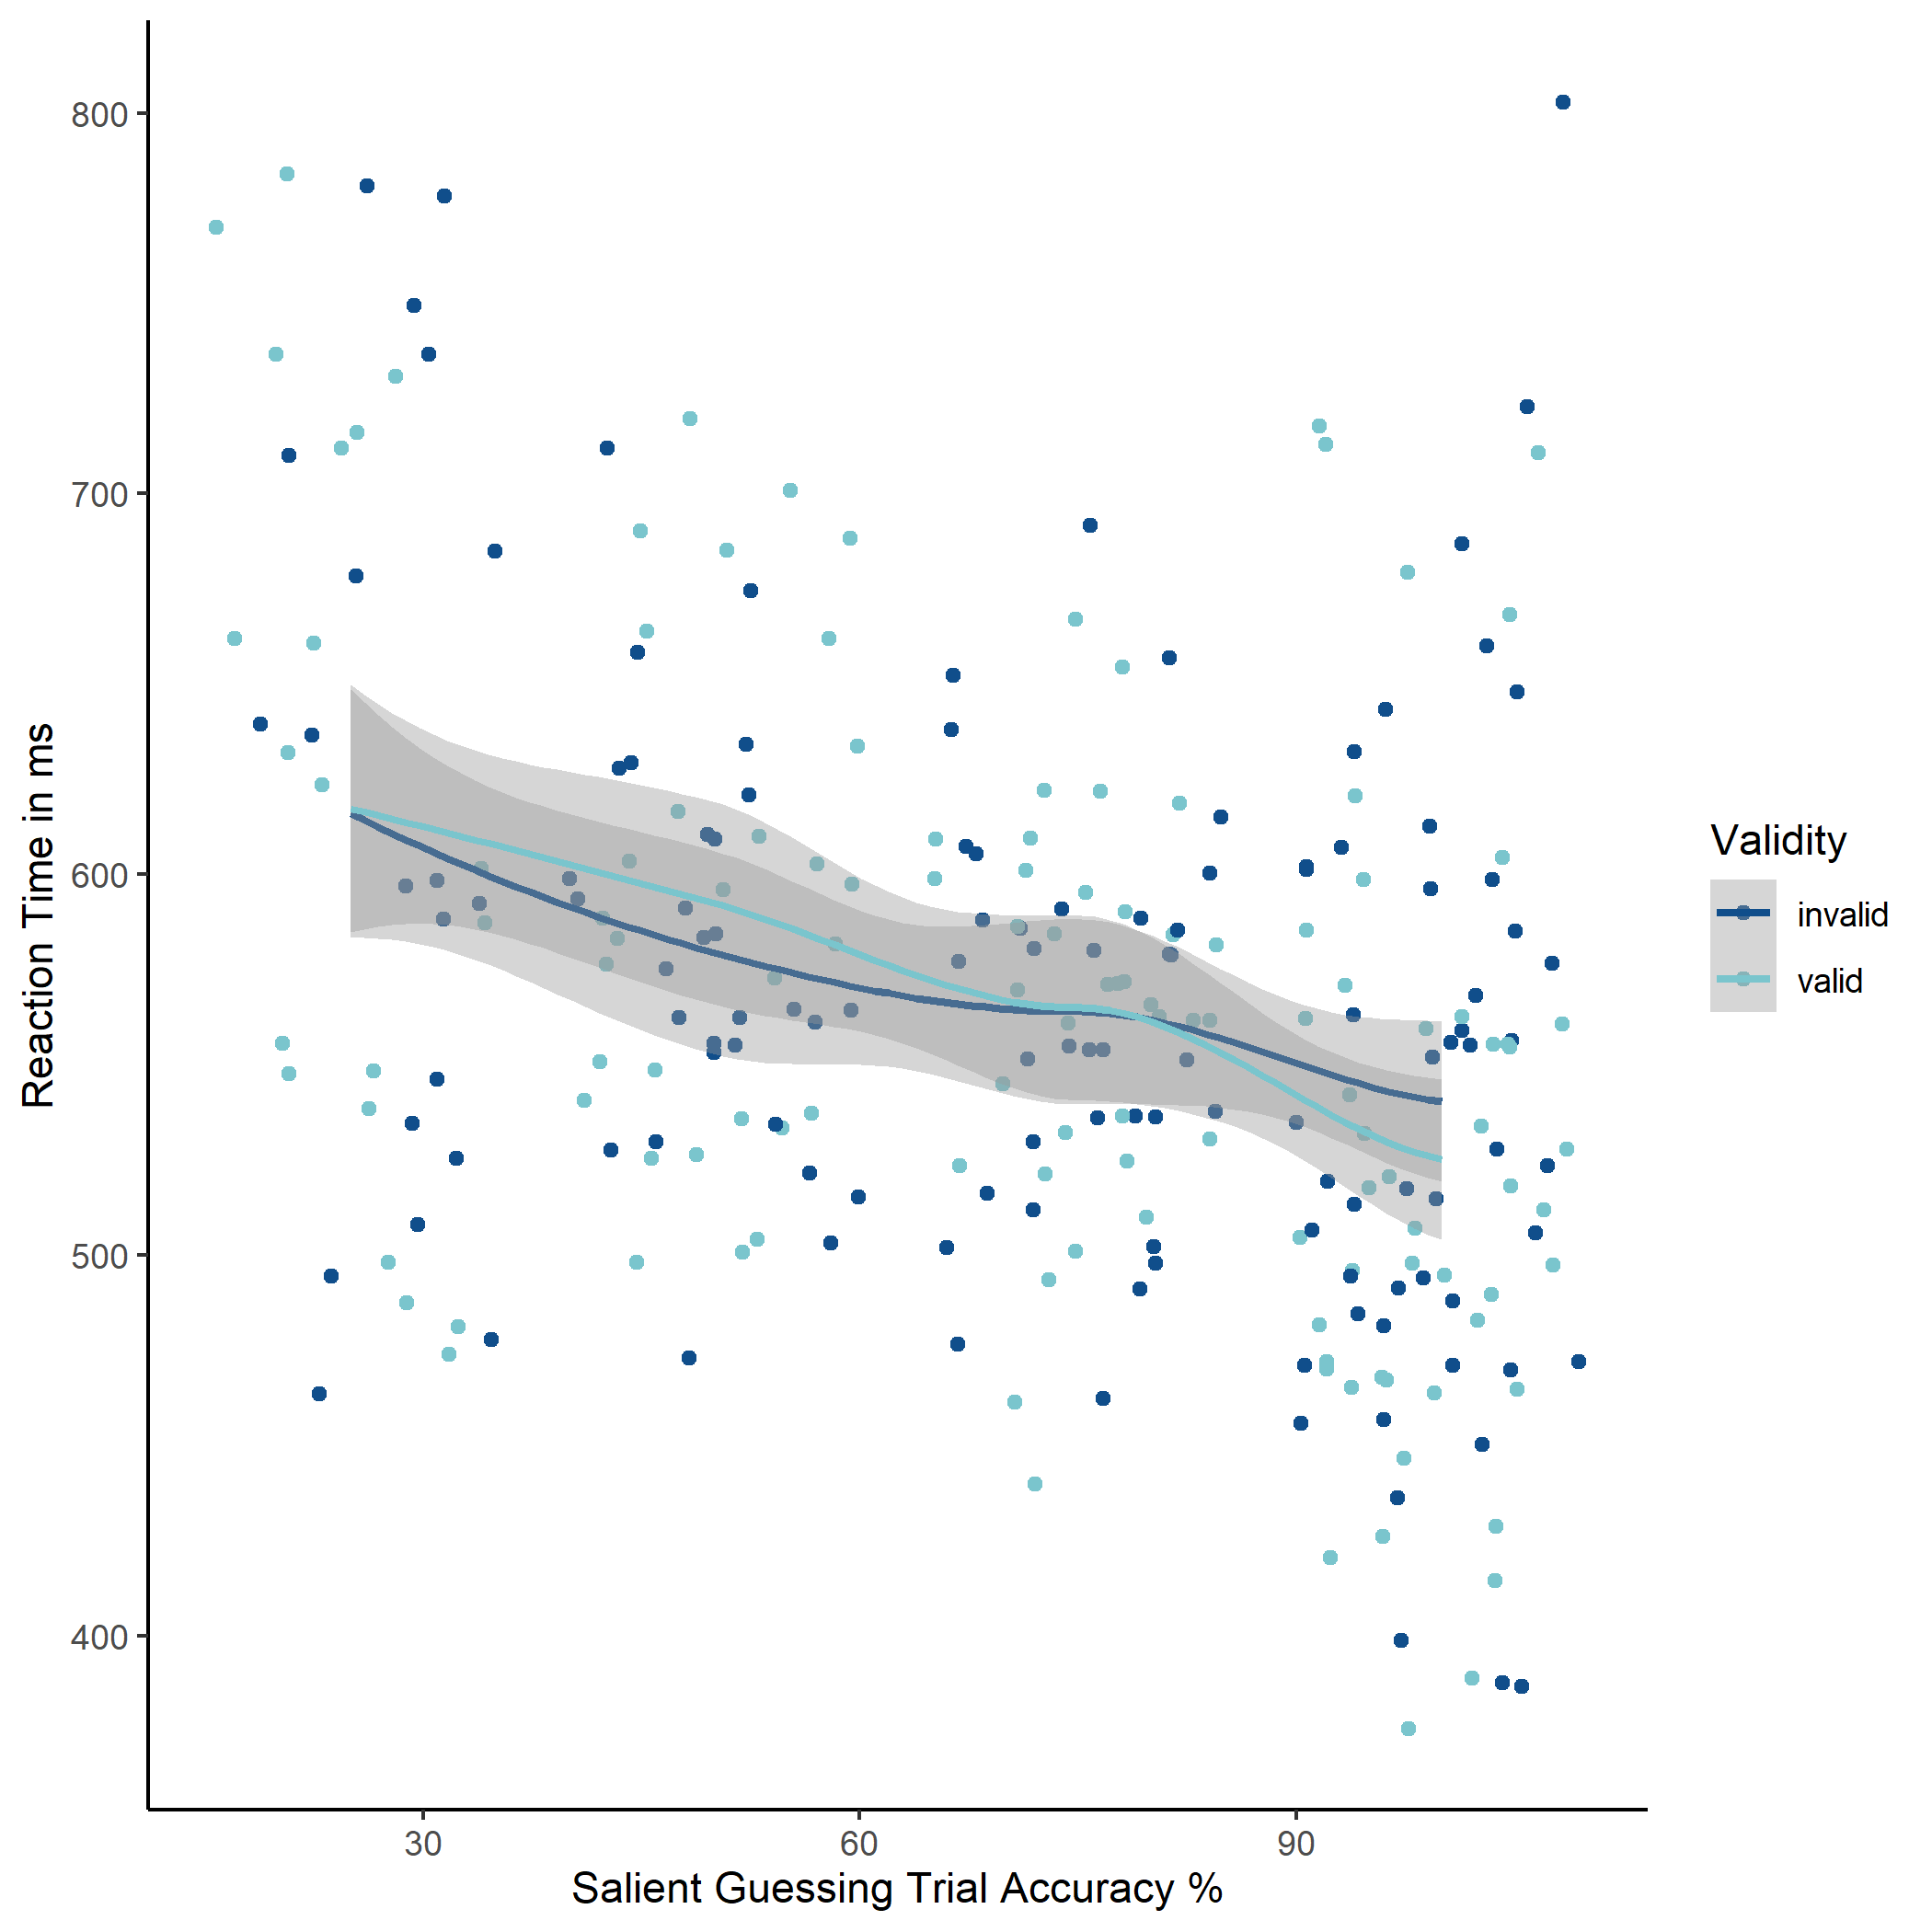 Reaction Time in ms
800
700
600
500
400
30 60 90
Salient Guessing Trial Accuracy %
Validity
invalid
valid